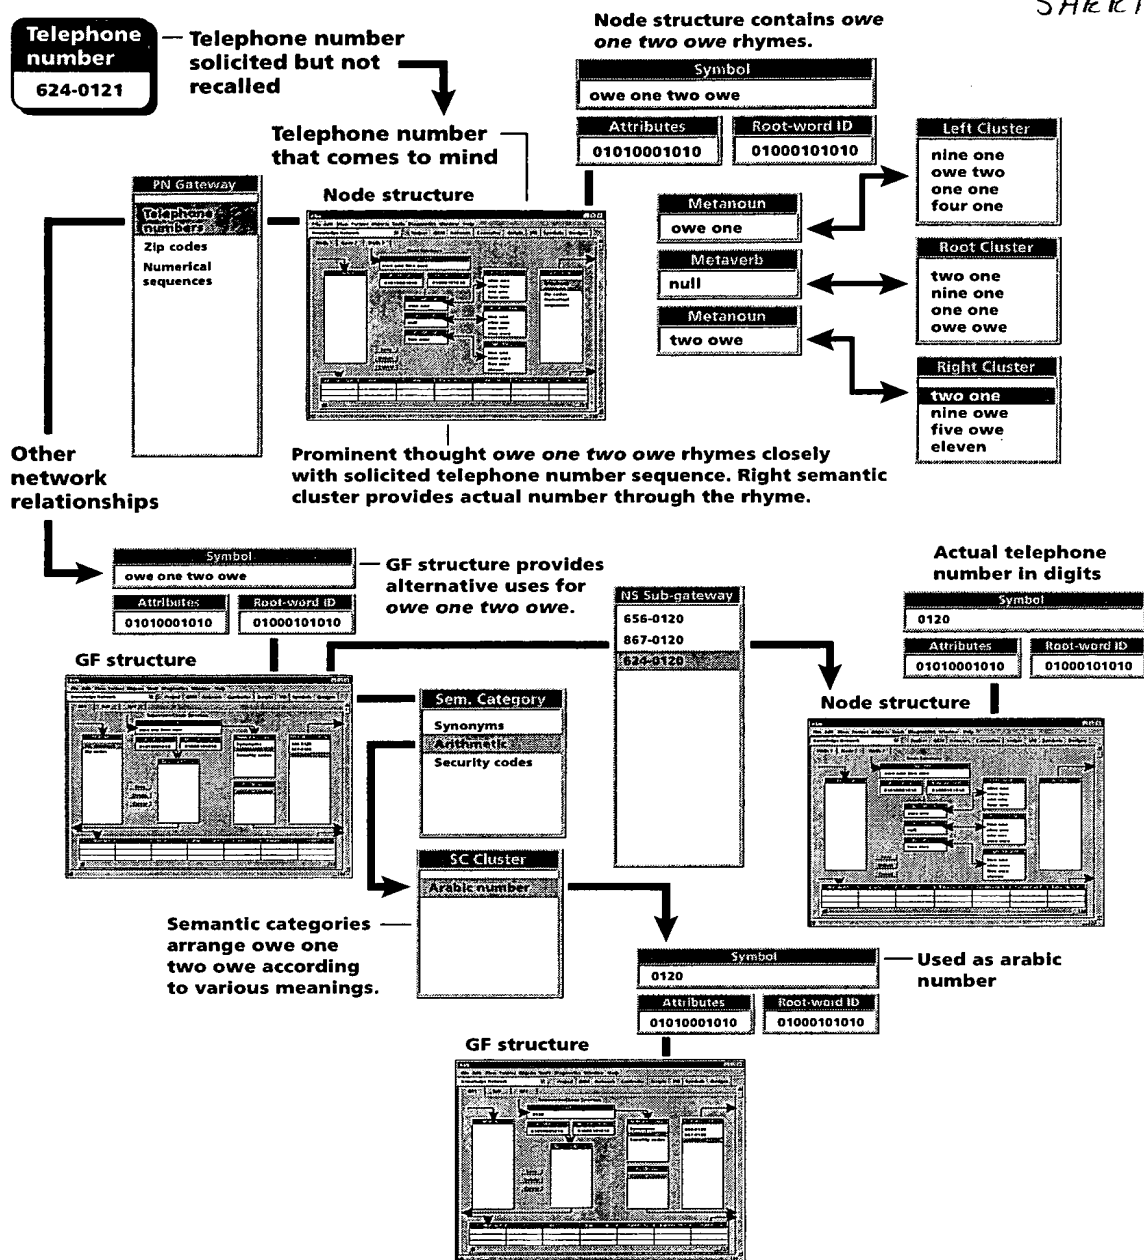 Telephone
number
624-0121
Telephone number
solicited but not
recalled
Node structure contains owe
one two owe rhymes.
Symbol
owe one two owe
Attributes
01010001010
Root-word ID
01000101010
Telephone number
that comes to mind
Node structure
PN Gateway
Telephone
numbers
Zip codes
Numerical
sequences
Metanoun
owe one
Metaverb
null
Metanoun
two owe
Left Cluster
nine one
owe two
one one
four one
Root Cluster
two one
nine one
one one
owe owe
Right Cluster
two one
nine owe
five owe
eleven
Prominent thought owe one two owe rhymes closely
with solicited telephone number sequence. Right semantic
cluster provides actual number through the rhyme.
Other
network
relationships
Symbol
owe one two owe
Attributes
01010001010
Root-word ID
01000101010
GF structure provides
alternative uses for
owe one two owe.
GF structure
NS Sub-gateway
656-0120
867-0120
624-0120
Actual telephone
number in digits
Symbol
0120
Attributes
01010001010
Root-word ID
01000101010
Node structure
Sem. Category
Synonyms
Arithmetic
Security codes
SC Cluster
Arabic number
Semantic categories
arrange owe one
two owe according
to various meanings.
Symbol
0120
Attributes
01010001010
Root-word ID
01000101010
Used as arabic
number
GF structure